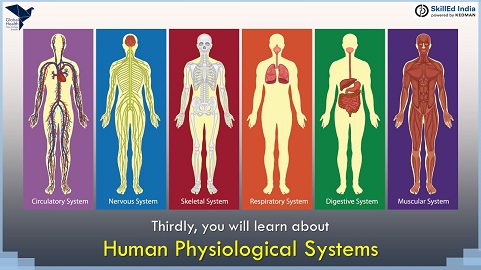 Global
Health
SkillEd India
powered by KEDMAN
Circulatory System
Nervous System
Skeletal System
Respiratory System
Digestive System
Muscular System
Thirdly, you will learn about
Human Physiological Systems